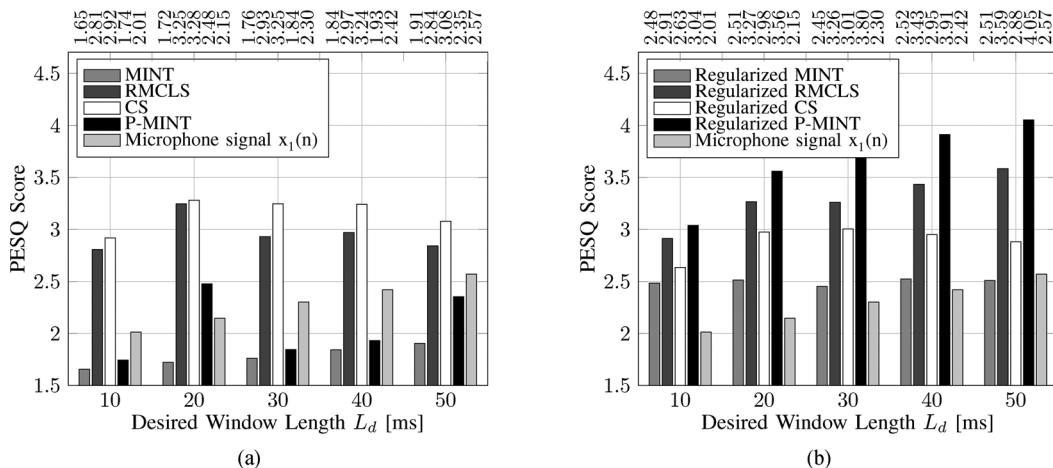 1.65 2.81 2.92 1.74 2.01 1.72 3.25 3.28 2.48 2.15 1.76 2.93 3.25 1.84 2.30 1.84 2.97 3.24 1.93 2.42 1.91 2.84 3.08 2.35 2.57
4.5
4
3.5
3
2.5
2
1.5
PESQ Score
MINT
RMCLS
CS
P-MINT
Microphone signal x₁(n)
10 20 30 40 50
Desired Window Length L_d [ms]
(a)
2.48 2.91 2.63 3.04 2.01 2.51 3.27 2.98 3.56 2.15 2.45 3.26 3.01 3.80 2.30 2.52 3.43 2.95 3.91 2.42 2.51 3.59 2.88 4.05 2.57
4.5
4
3.5
3
2.5
2
1.5
PESQ Score
Regularized MINT
Regularized RMCLS
Regularized CS
Regularized P-MINT
Microphone signal x₁(n)
10 20 30 40 50
Desired Window Length L_d [ms]
(b)